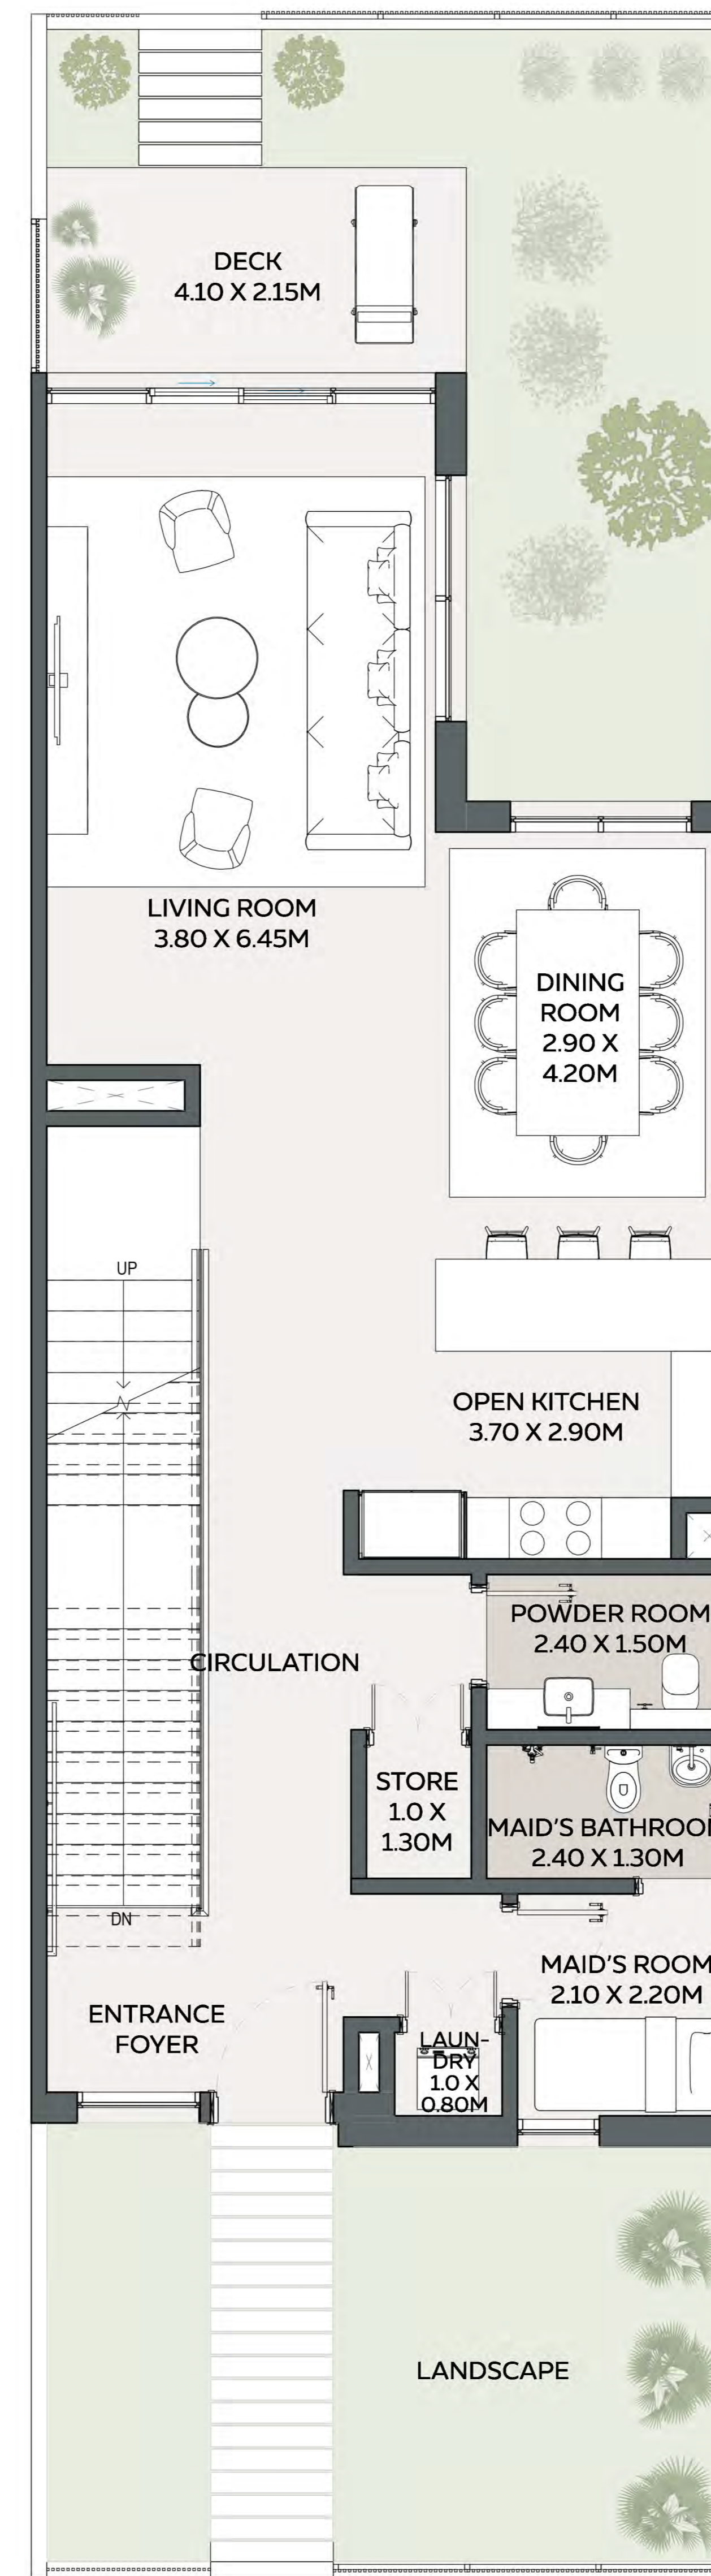 DECK
4.10 X 2.15M
LIVING ROOM
3.80 X 6.45M
DINING
ROOM
2.90 X
4.20M
UP
OPEN KITCHEN
3.70 X 2.90M
POWDER ROOM
2.40 X 1.50M
CIRCULATION
STORE
1.0 X
1.30M
MAID'S BATHROO
2.40 X 1.30M
DN
MAID'S ROOM
2.10 X 2.20M
ENTRANCE
FOYER
LAUN-
DRY
1.0 X
0.80M
LANDSCAPE